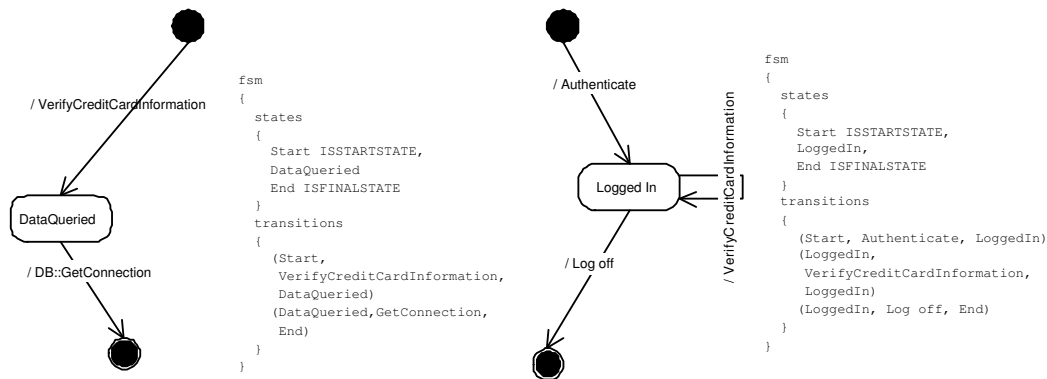 / VerifyCreditCardInformation
DataQueried
/ DB::GetConnection
fsm
{
states
{
Start ISSTARTSTATE,
DataQueried
End ISFINALSTATE
}
transitions
{
(Start,
VerifyCreditCardInformation,
DataQueried)
(DataQueried,GetConnection,
End)
}
}
/ Authenticate
Logged In
/ VerifyCreditCardInformation
/ Log off
fsm
{
states
{
Start ISSTARTSTATE,
LoggedIn,
End ISFINALSTATE
}
transitions
{
(Start, Authenticate, LoggedIn)
(LoggedIn,
VerifyCreditCardInformation,
LoggedIn)
(LoggedIn, Log off, End)
}
}